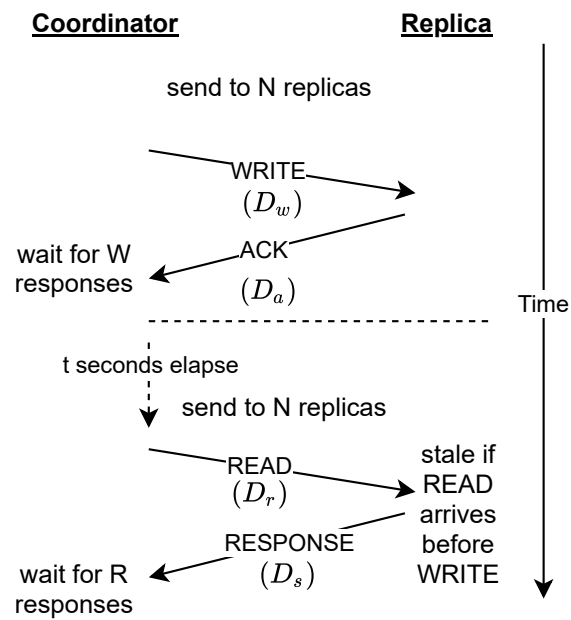 Coordinator
Replica
send to N replicas
WRITE
(D_w)
ACK
wait for W
responses
(D_a)
Time
t seconds elapse
send to N replicas
READ
(D_r)
stale if
READ
arrives
before
WRITE
RESPONSE
(D_s)
wait for R
responses